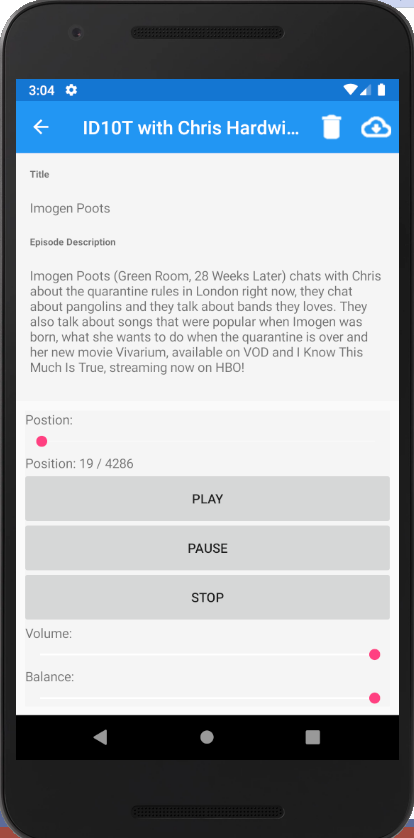 3:04
ID10T with Chris Hardwi...
Title
Imogen Poots
Episode Description
Imogen Poots (Green Room, 28 Weeks Later) chats with Chris
about the quarantine rules in London right now, they chat
about pangolins and they talk about bands they loves. They
also talk about songs that were popular when Imogen was
born, what she wants to do when the quarantine is over and
her new movie Vivarium, available on VOD and I Know This
Much Is True, streaming now on HBO!
Postion:
Position: 19 / 4286
PLAY
PAUSE
STOP
Volume:
Balance: